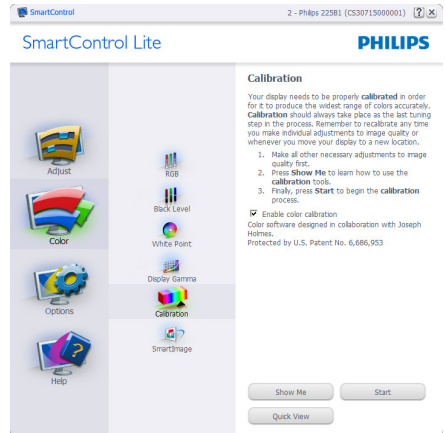 SmartControl
2 - Philips 225B1 (CS30715000001)
SmartControl Lite
PHILIPS
Adjust
Color
Options
Help
RGB
Black Level
White Point
Display Gamma
Calibration
SmartImage
Calibration
Your display needs to be properly calibrated in order
for it to produce the widest range of colors accurately.
Calibration should always take place as the last tuning
step in the process. Remember to recalibrate any time
you make individual adjustments to image quality or
whenever you move your display to a new location.
1. Make all other necessary adjustments to image
quality first.
2. Press Show Me to learn how to use the
calibration tools.
3. Finally, press Start to begin the calibration
process.
Enable color calibration
Color software designed in collaboration with Joseph
Holmes.
Protected by U.S. Patent No. 6,686,953
Show Me
Start
Quick View